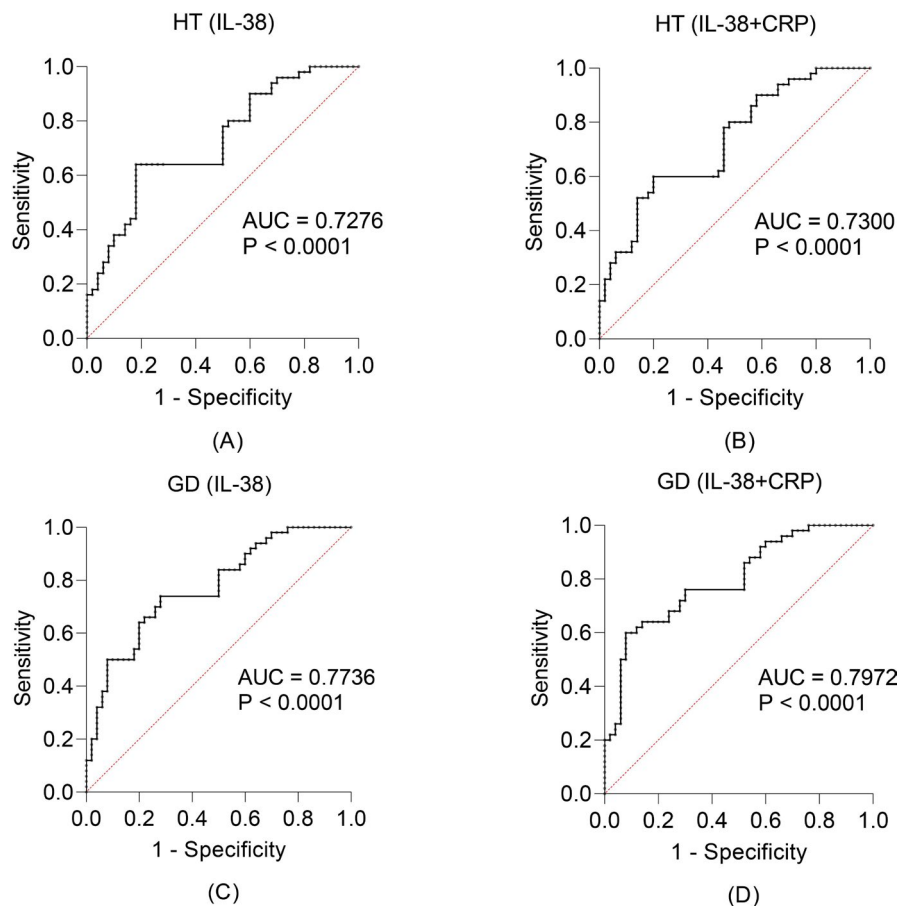 HT (IL-38)
1.0
0.8
0.6
0.4
0.2
0.0
Sensitivity
AUC = 0.7276
P < 0.0001
0.0 0.2 0.4 0.6 0.8 1.0
1 - Specificity
(A)
HT (IL-38+CRP)
1.0
0.8
0.6
0.4
0.2
0.0
Sensitivity
AUC = 0.7300
P < 0.0001
0.0 0.2 0.4 0.6 0.8 1.0
1 - Specificity
(B)
GD (IL-38)
1.0
0.8
0.6
0.4
0.2
0.0
Sensitivity
AUC = 0.7736
P < 0.0001
0.0 0.2 0.4 0.6 0.8 1.0
1 - Specificity
(C)
GD (IL-38+CRP)
1.0
0.8
0.6
0.4
0.2
0.0
Sensitivity
AUC = 0.7972
P < 0.0001
0.0 0.2 0.4 0.6 0.8 1.0
1 - Specificity
(D)